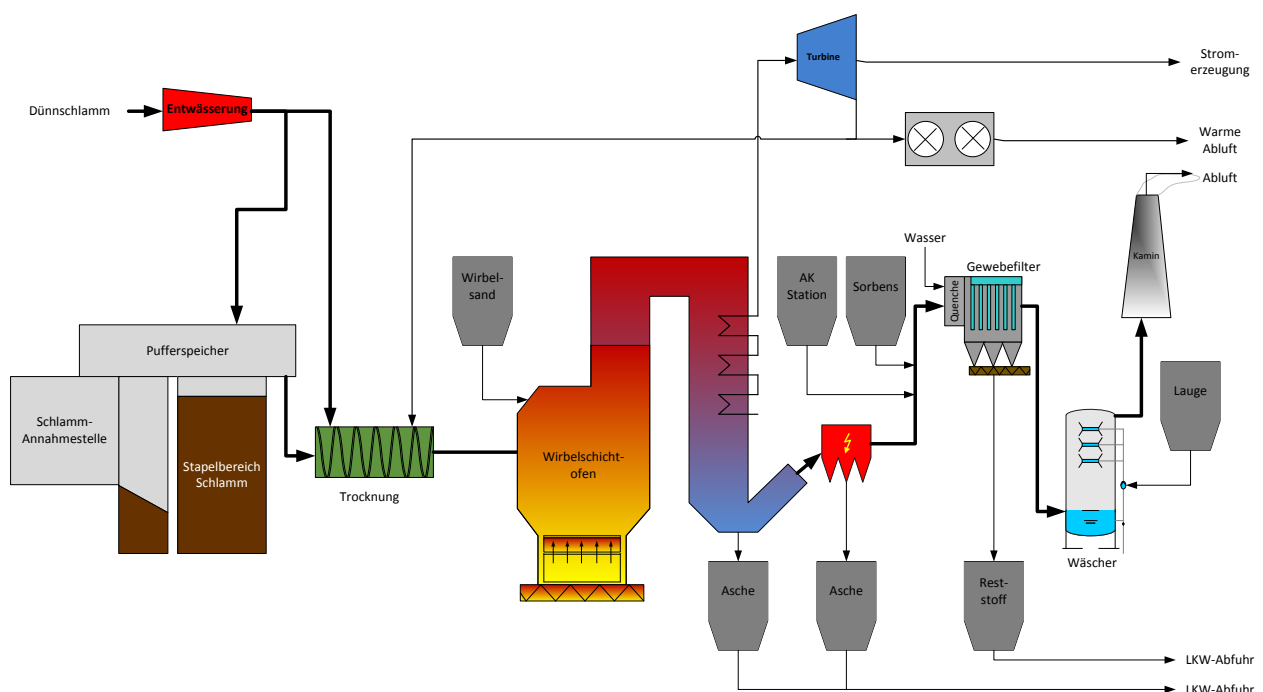 Turbine
Strom-
erzeugung
Dünnschlamm
Entwässerung
Warme
Abluft
Abluft
Wasser
Gewebefilter
Kamin
Wirbel-
sand
AK
Station
Sorbens
Quenche
Pufferspeicher
Schlamm-
Annahmestelle
Lauge
Stapelbereich
Schlamm
Trocknung
Wirbelschicht-
ofen
Wäscher
Asche
Asche
Rest-
stoff
LKW-Abfuhr
LKW-Abfuhr